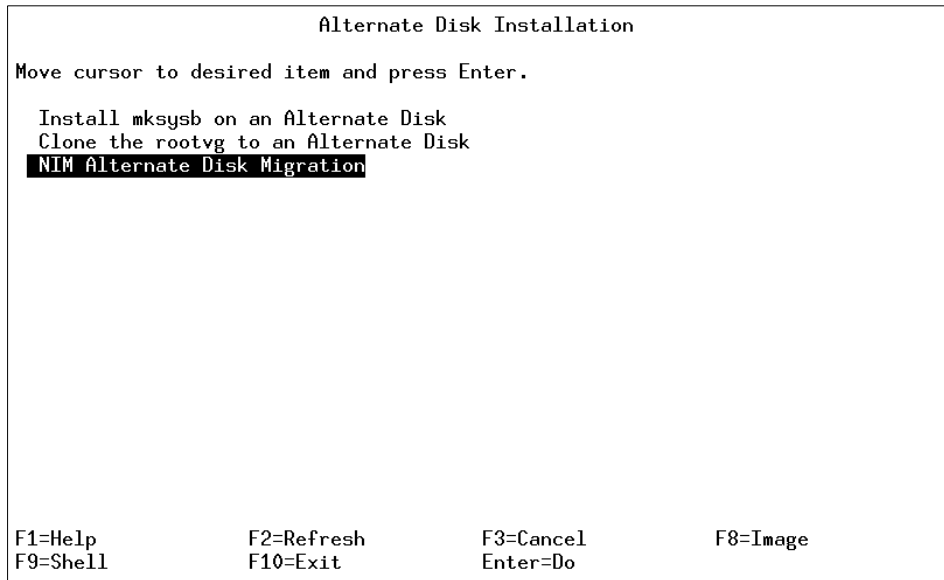 Alternate Disk Installation
Move cursor to desired item and press Enter.
Install mksysb on an Alternate Disk
Clone the rootvg to an Alternate Disk
NIM Alternate Disk Migration
F1=Help F2=Refresh F3=Cancel F8=Image
F9=Shell F10=Exit Enter=Do